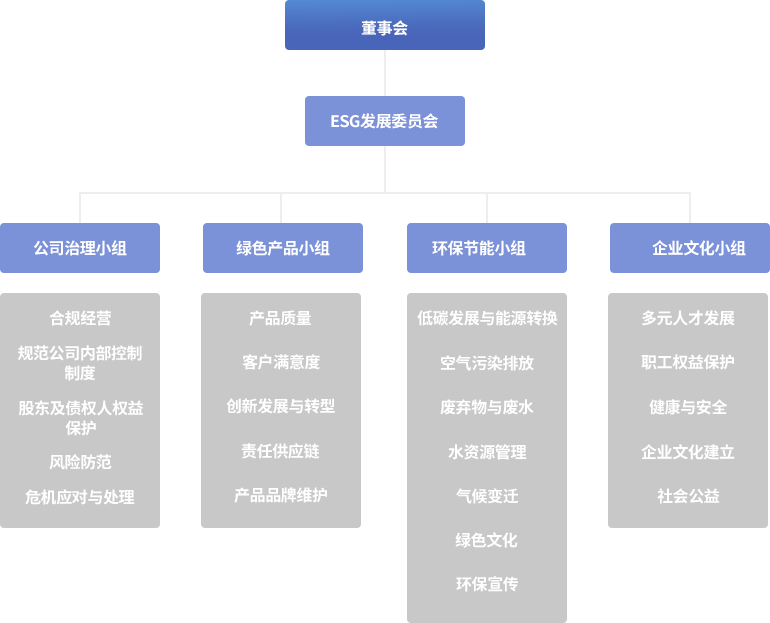 董事会
ESG发展委员会
公司治理小组
绿色产品小组
环保节能小组
企业文化小组
合规经营
规范公司内部控制
制度
股东及债权人权益
保护
风险防范
危机应对与处理
产品质量
客户满意度
创新发展与转型
责任供应链
产品品牌维护
低碳发展与能源转换
空气污染排放
废弃物与废水
水资源管理
气候变迁
绿色文化
环保宣传
多元人才发展
职工权益保护
健康与安全
企业文化建立
社会公益